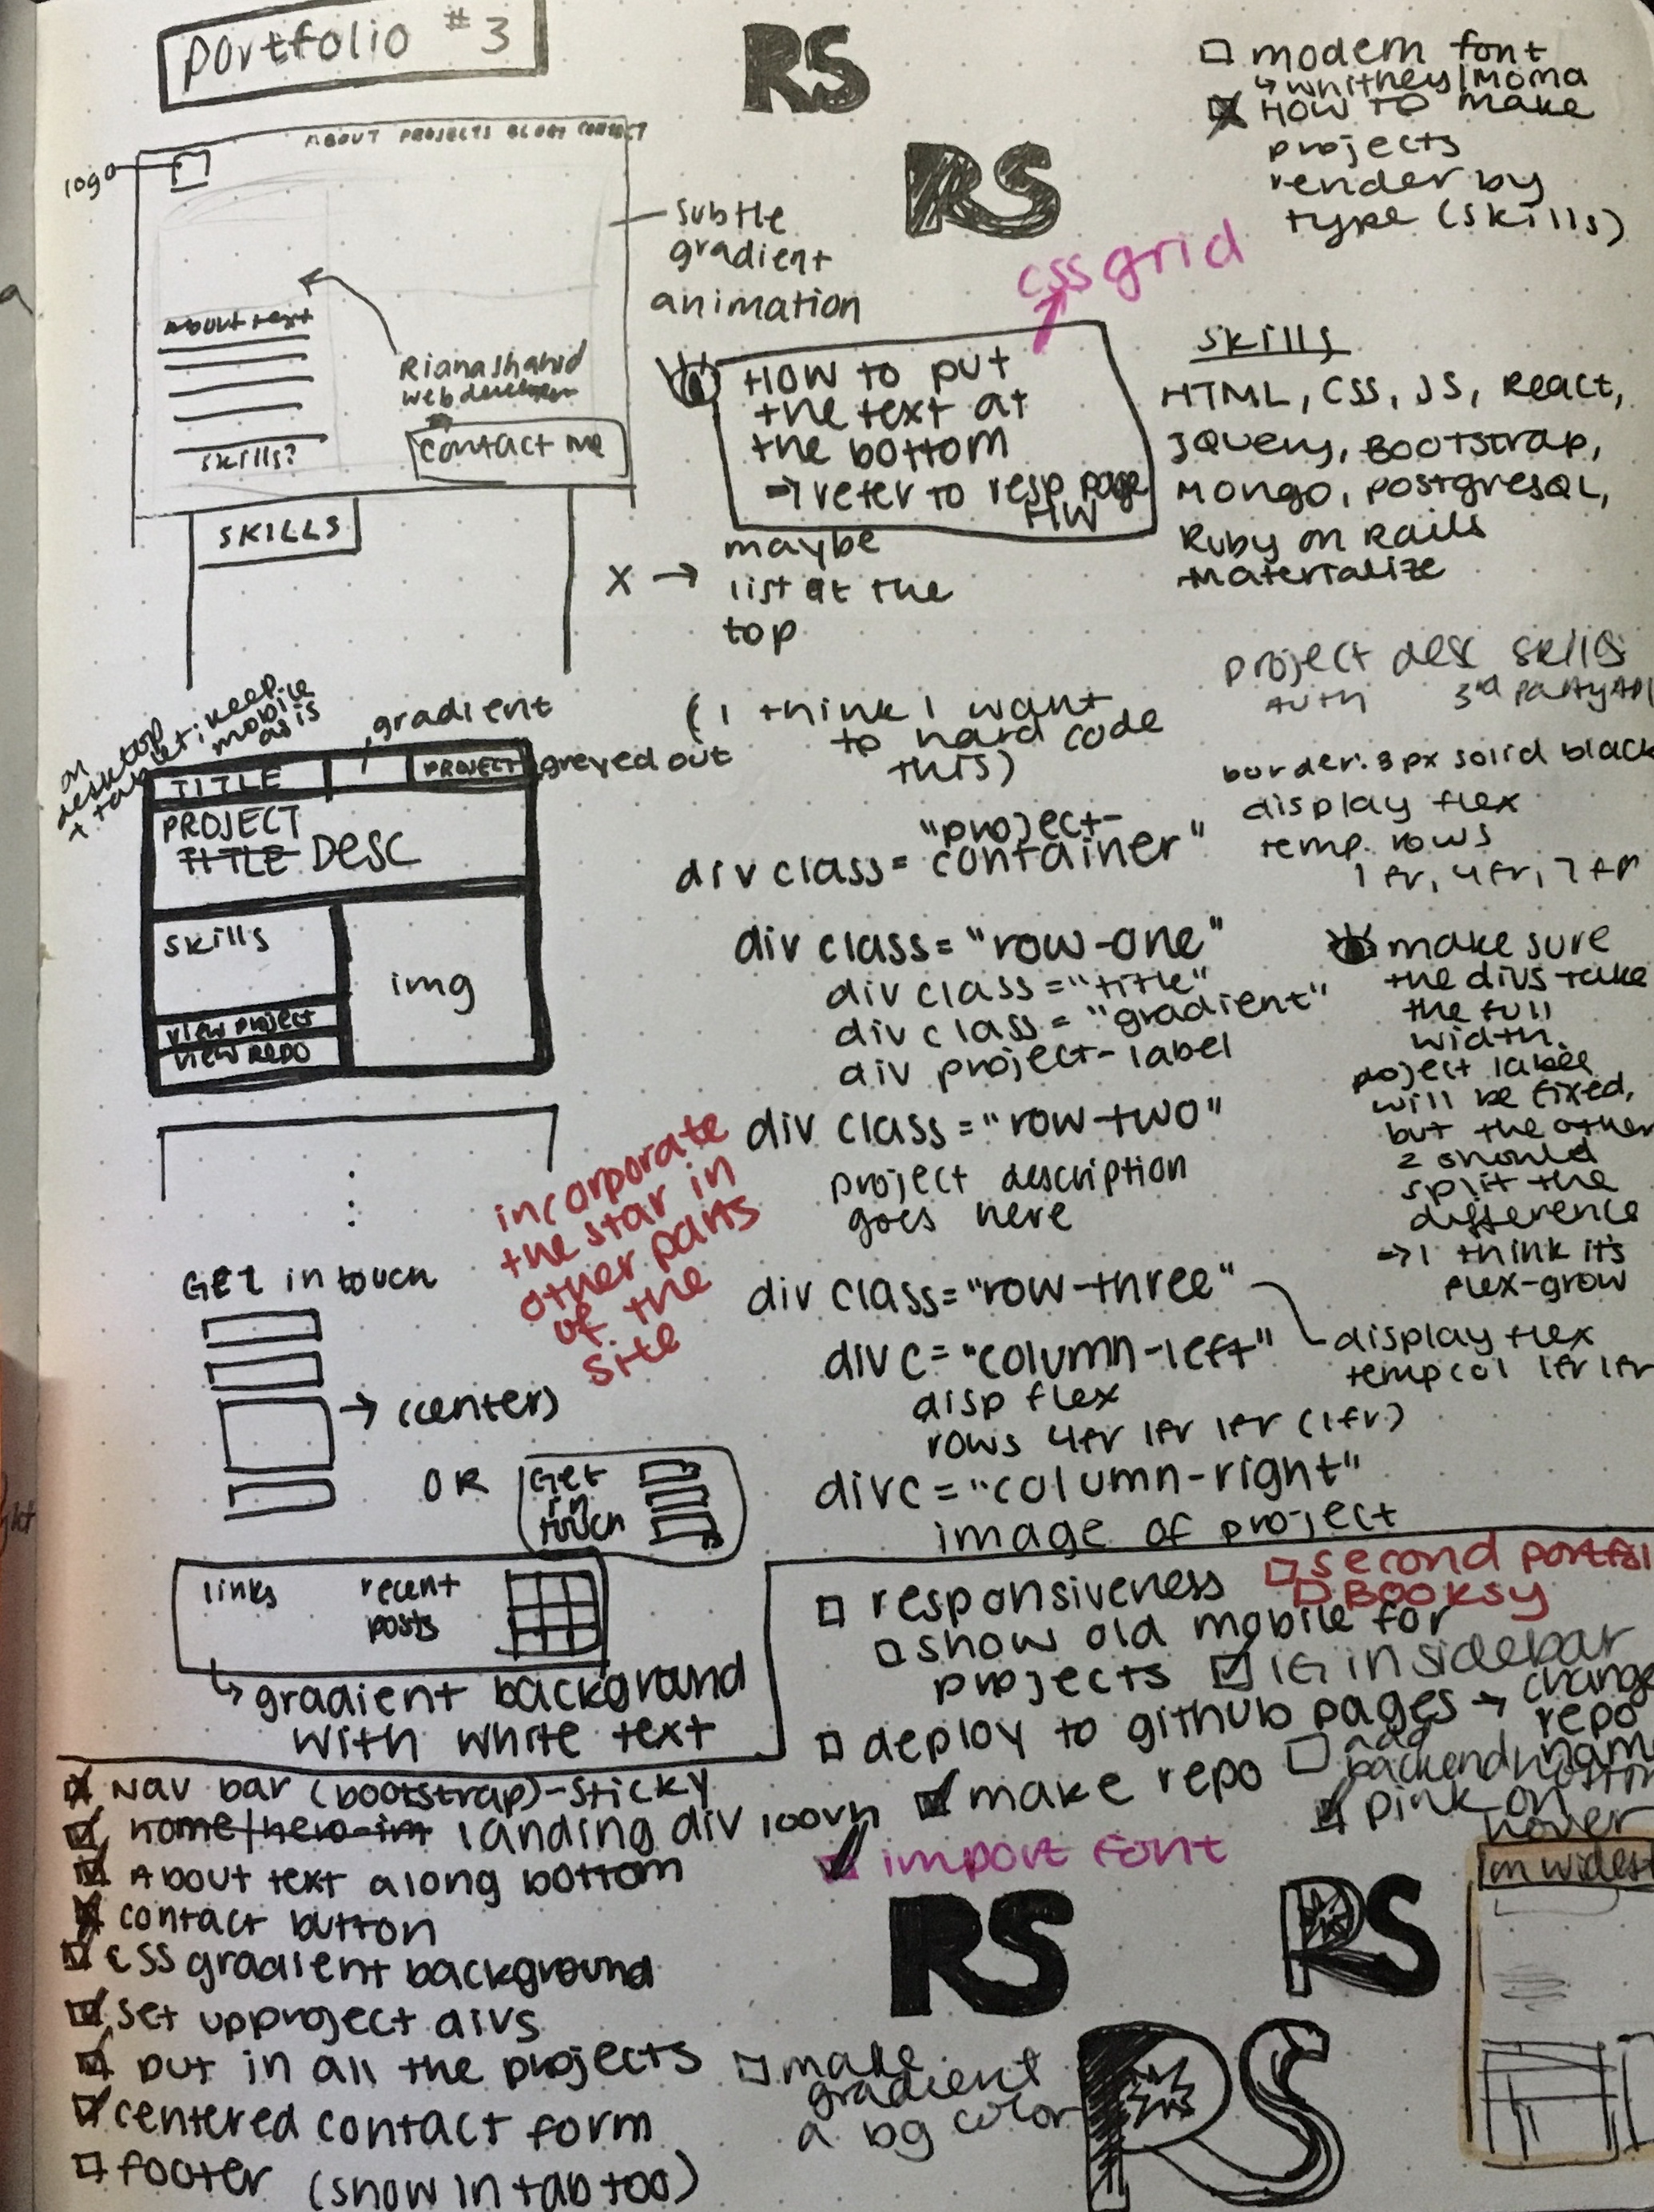 portfolio #3
RS
RS
ABOUT PROJECTS BLOG CONTACT
logo
About text
skills?
Riana Shahid
web developer
contact me
SKILLS
subtle
gradient
animation
css grid
HOW TO put
the text at
the bottom
→ refer to resp page
HW
X → maybe
list at the
top
□ modern font
↳ whitney/moma
HOW TO make
projects
render by
type (skills)
skills
HTML, CSS, JS, React,
JQuery, BOOTstrap,
Mongo, PostgresQL,
Ruby on Rails
Materialize
project desc skills
AUTH 3rd Party API
on
desktop
+ tablet: keep
mobile
as is
gradient
greyed out
TITLE
PROJECT
PROJECT
TITLE DESC
skills
img
view project
view repo
(I think I want
to hard code
this)
div class= "project-
container"
div class= "row-one"
div class="title"
div class= "gradient"
div project-label
div class="row-two"
project description
goes here
div class="row-three"
display flex
temp col 1fr 1fr
div c= "column-left"
disp flex
rows 4fr 1fr 1fr (1fr)
div c= "column-right"
image of project
border: 3px solid black
display flex
temp. rows
1fr, 4fr, 7fr
make sure
the divs take
the full
width.
project label
will be fixed,
but the other
2 should
split the
difference
→ I think it's
flex-grow
incorporate
the star in
other parts
of the
site
GET in touch
→ (center)
OR
Get
in
touch
links
recent
posts
↳ gradient background
with white text
□ responsiveness
□ second portfol
□ BOOKSY
□ show old mobile for
projects
IG in sidebar
□ deploy to github pages → change
repo
name
make repo
□ add
backend
pink on
hover
import font
Nav bar (bootstrap)-sticky
home/hero-im landing div 100vh
About text along bottom
contact button
css gradient background
set up project divs
put in all the projects
centered contact form
□ footer (show in tab too)
□ make
gradient
a bg color
RS
RS
RS
on widest